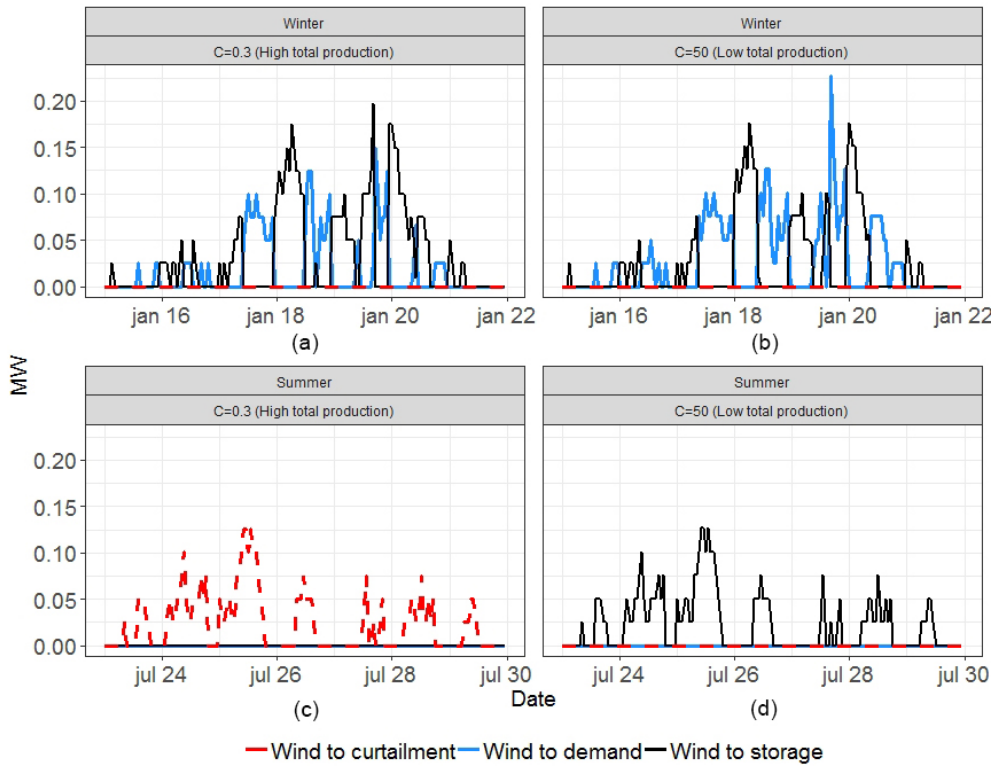 Winter
Winter
C=0.3 (High total production)
C=50 (Low total production)
0.20
0.15
0.10
0.05
0.00
jan 16
jan 18
jan 20
jan 22
jan 16
jan 18
jan 20
jan 22
(a)
(b)
MW
Summer
Summer
C=0.3 (High total production)
C=50 (Low total production)
0.20
0.15
0.10
0.05
0.00
jul 24
jul 26
jul 28
jul 30
jul 24
jul 26
jul 28
jul 30
Date
(c)
(d)
Wind to curtailment Wind to demand Wind to storage